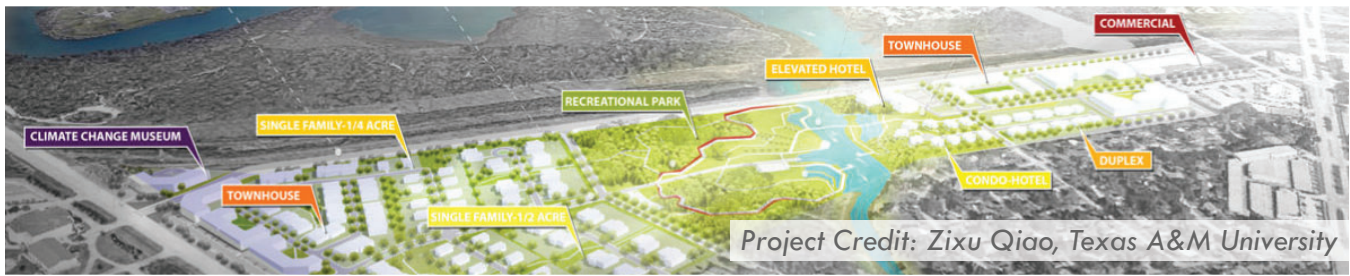 COMMERCIAL
TOWNHOUSE
ELEVATED HOTEL
RECREATIONAL PARK
SINGLE FAMILY-1/4 ACRE
CLIMATE CHANGE MUSEUM
DUPLEX
CONDO-HOTEL
TOWNHOUSE
SINGLE FAMILY-1/2 ACRE
Project Credit: Zixu Qiao, Texas A&M University